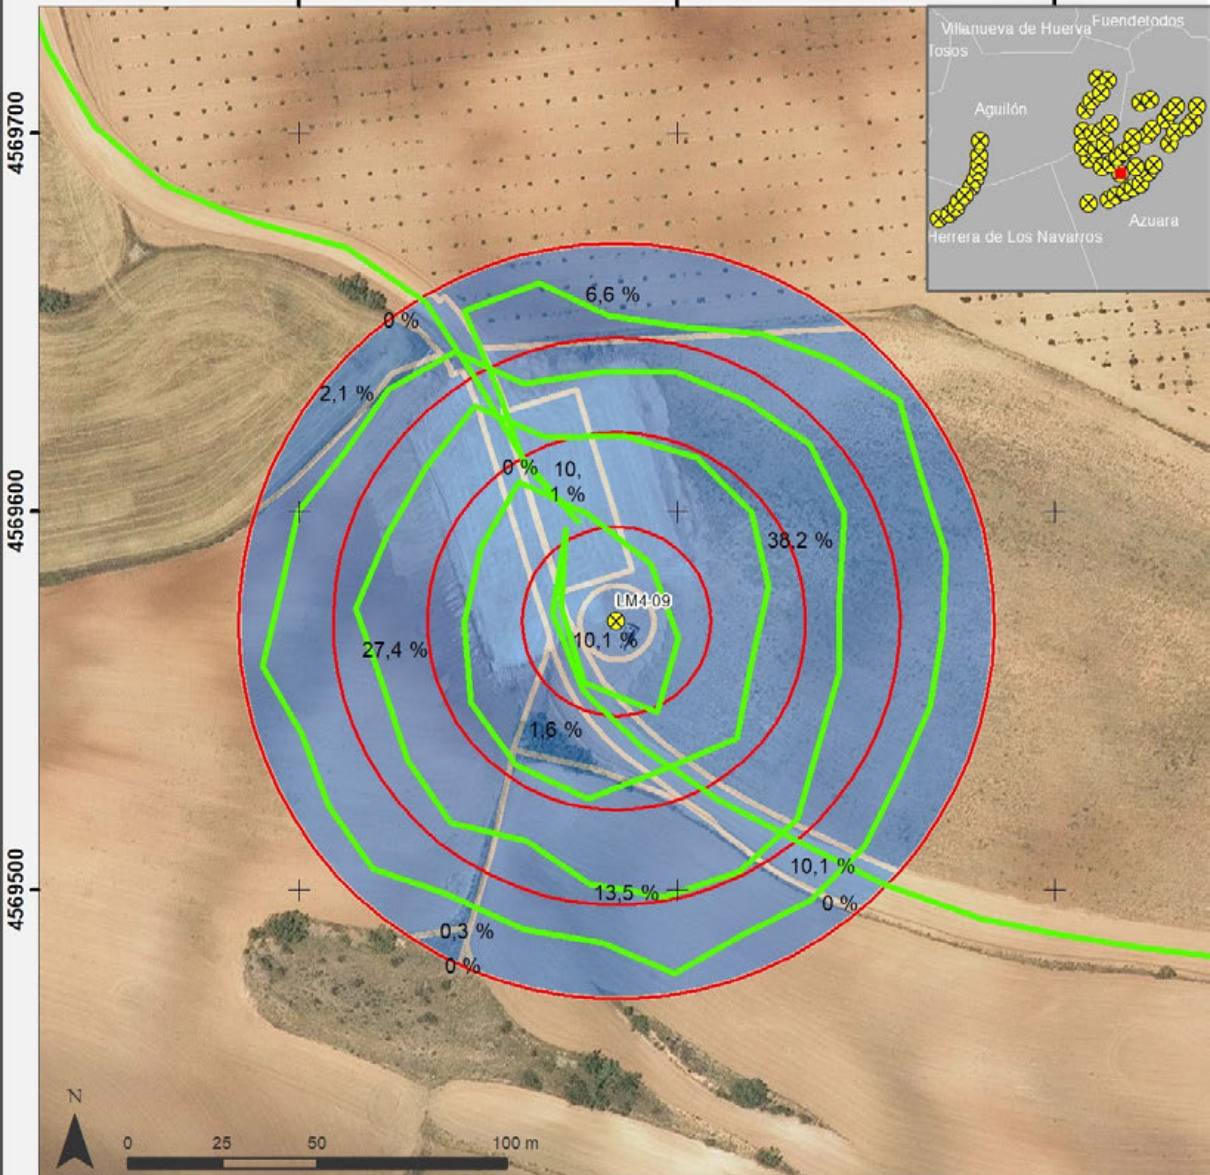 Villanueva de Huerva
Fuendetodos
Tosos
Aguilón
Azuara
Herrera de Los Navarros
4569700
4569600
4569500
6,6 %
0 %
2,1 %
0 %
10,
1 %
38,2 %
LM4-09
10,1 %
27,4 %
1,6 %
10,1 %
13,5 %
0 %
0,3 %
0 %
N
0
25
50
100 m